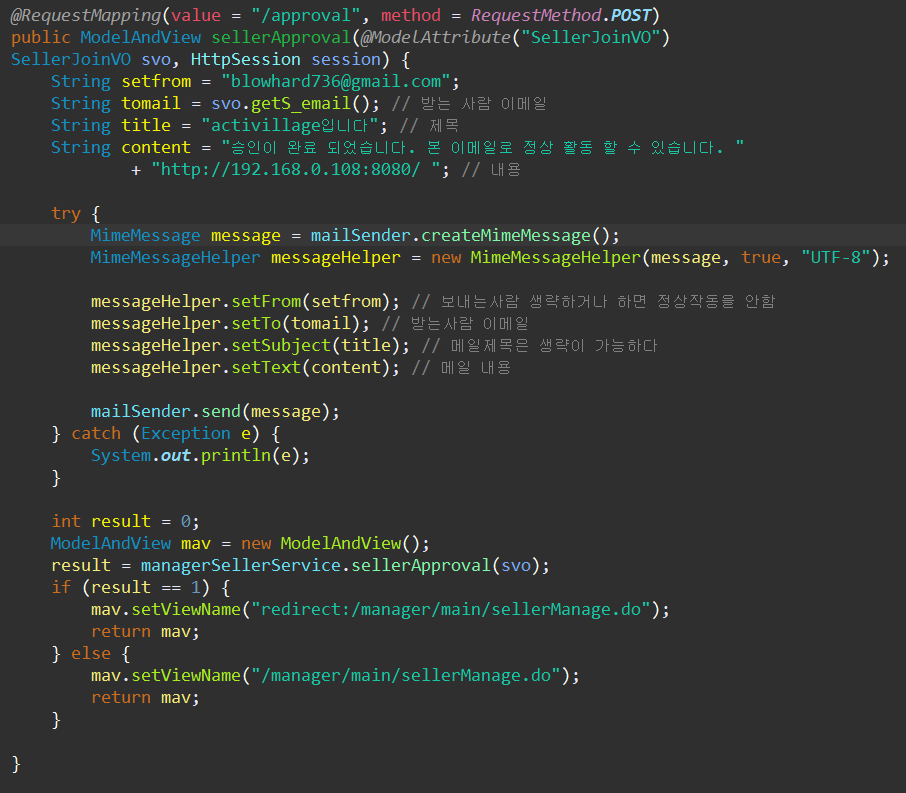 @RequestMapping(value = "/approval", method = RequestMethod.POST)
public ModelAndView sellerApproval(@ModelAttribute("SellerJoinVO")
SellerJoinVO svo, HttpSession session) {
String setfrom = "blowhard736@gmail.com";
String tomail = svo.getS_email(); // 받는 사람 이메일
String title = "activillage입니다"; // 제목
String content = "승인이 완료 되었습니다. 본 이메일로 정상 활동 할 수 있습니다. "
+ "http://192.168.0.108:8080/ "; // 내용
try {
MimeMessage message = mailSender.createMimeMessage();
MimeMessageHelper messageHelper = new MimeMessageHelper(message, true, "UTF-8");
messageHelper.setFrom(setfrom); // 보내는사람 생략하거나 하면 정상작동을 안함
messageHelper.setTo(tomail); // 받는사람 이메일
messageHelper.setSubject(title); // 메일제목은 생략이 가능하다
messageHelper.setText(content); // 메일 내용
mailSender.send(message);
} catch (Exception e) {
System.out.println(e);
}
int result = 0;
ModelAndView mav = new ModelAndView();
result = managerSellerService.sellerApproval(svo);
if (result == 1) {
mav.setViewName("redirect:/manager/main/sellerManage.do");
return mav;
} else {
mav.setViewName("/manager/main/sellerManage.do");
return mav;
}
}